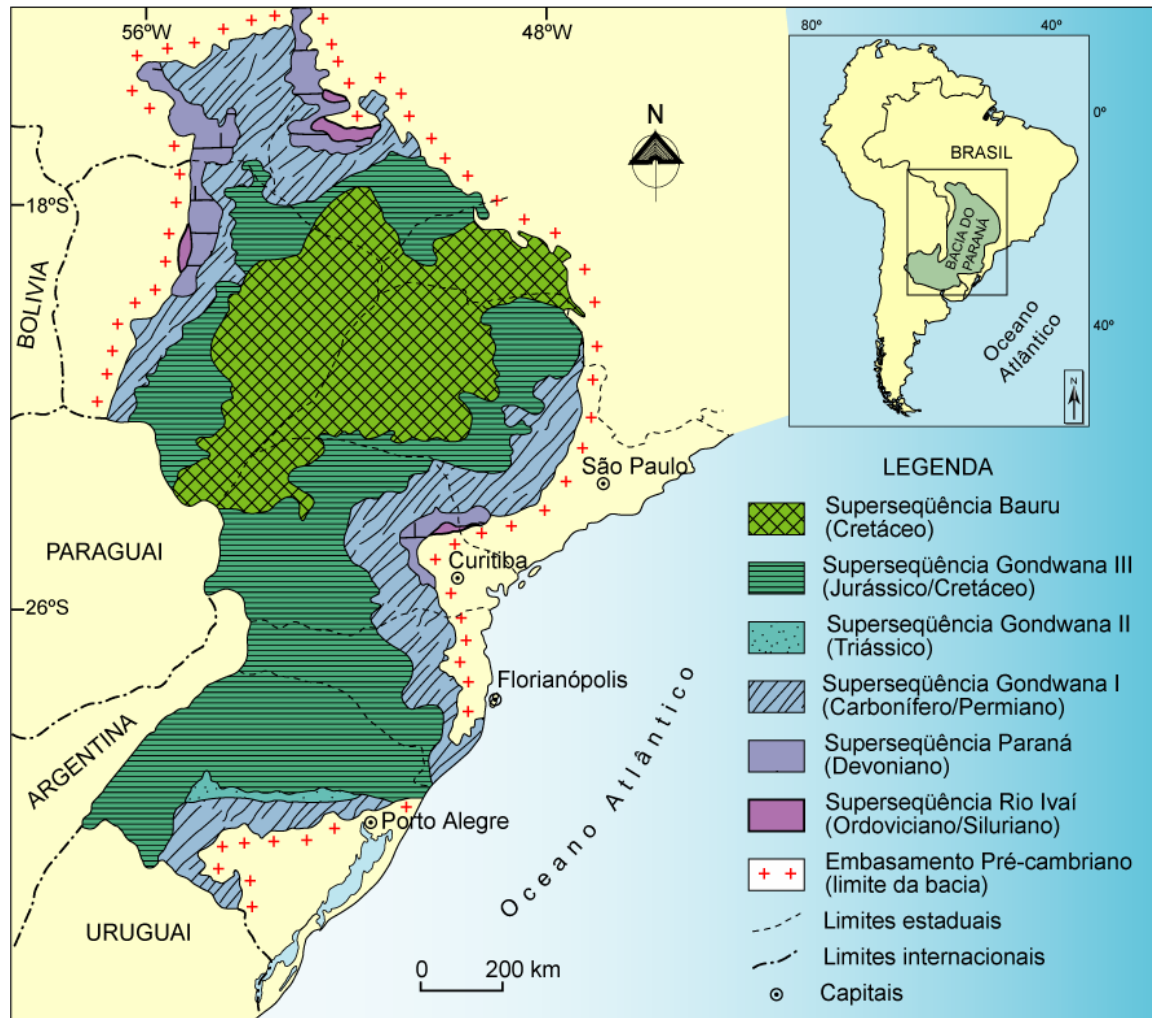 56ºW
48ºW
18ºS
26ºS
N
BOLIVIA
PARAGUAI
ARGENTINA
URUGUAI
São Paulo
Curitiba
Florianópolis
Porto Alegre
Oceano Atlântico
0 200 km
80º
40º
0º
40º
BRASIL
BACIA DO
PARANÁ
Oceano
Atlântico
N
LEGENDA
Superseqüência Bauru
(Cretáceo)
Superseqüência Gondwana III
(Jurássico/Cretáceo)
Superseqüência Gondwana II
(Triássico)
Superseqüência Gondwana I
(Carbonífero/Permiano)
Superseqüência Paraná
(Devoniano)
Superseqüência Rio Ivaí
(Ordoviciano/Siluriano)
Embasamento Pré-cambriano
(limite da bacia)
Limites estaduais
Limites internacionais
Capitais